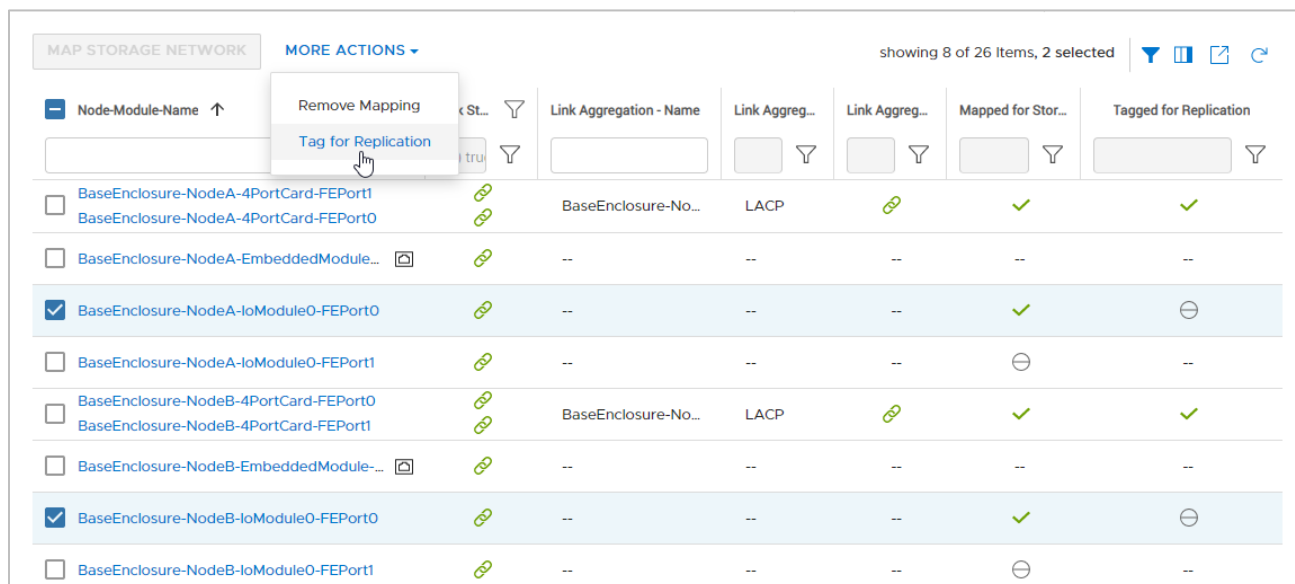 MAP STORAGE NETWORK MORE ACTIONS showing 8 of 26 Items, 2 selected
Remove Mapping
Tag for Replication
Node-Module-Name k St... Link Aggregation - Name Link Aggreg... Link Aggreg... Mapped for Stor... Tagged for Replication
tru
BaseEnclosure-NodeA-4PortCard-FEPort1
BaseEnclosure-NodeA-4PortCard-FEPort0
BaseEnclosure-No... LACP
BaseEnclosure-NodeA-EmbeddedModule... -- -- -- -- --
BaseEnclosure-NodeA-IoModule0-FEPort0 -- -- --
BaseEnclosure-NodeA-IoModule0-FEPort1 -- -- -- --
BaseEnclosure-NodeB-4PortCard-FEPort0
BaseEnclosure-NodeB-4PortCard-FEPort1
BaseEnclosure-No... LACP
BaseEnclosure-NodeB-EmbeddedModule-... -- -- -- -- --
BaseEnclosure-NodeB-IoModule0-FEPort0 -- -- --
BaseEnclosure-NodeB-IoModule0-FEPort1 -- -- -- --